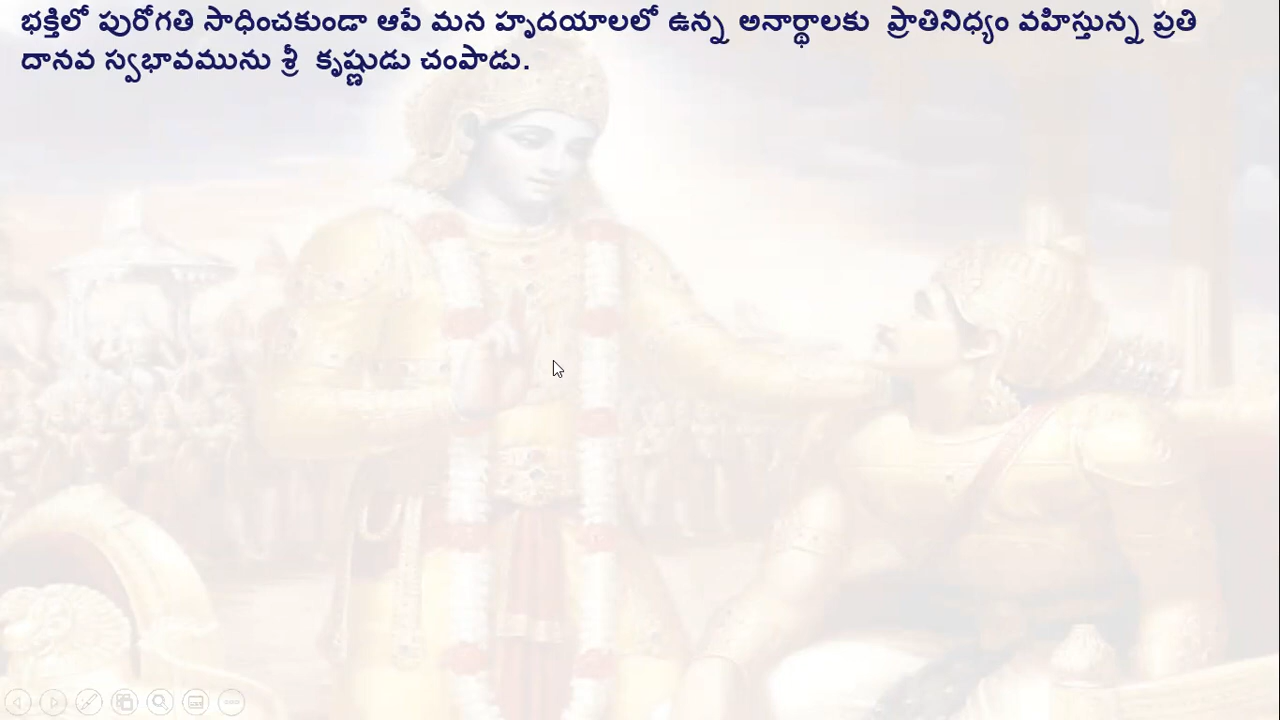 భక్తిలో పురోగతి సాధించకుండా ఆపే మన హృదయాలలో ఉన్న అనార్థాలకు ప్రాతినిధ్యం వహిస్తున్న ప్రతి
దానవ స్వభావమును శ్రీ కృష్ణుడు చంపాడు.